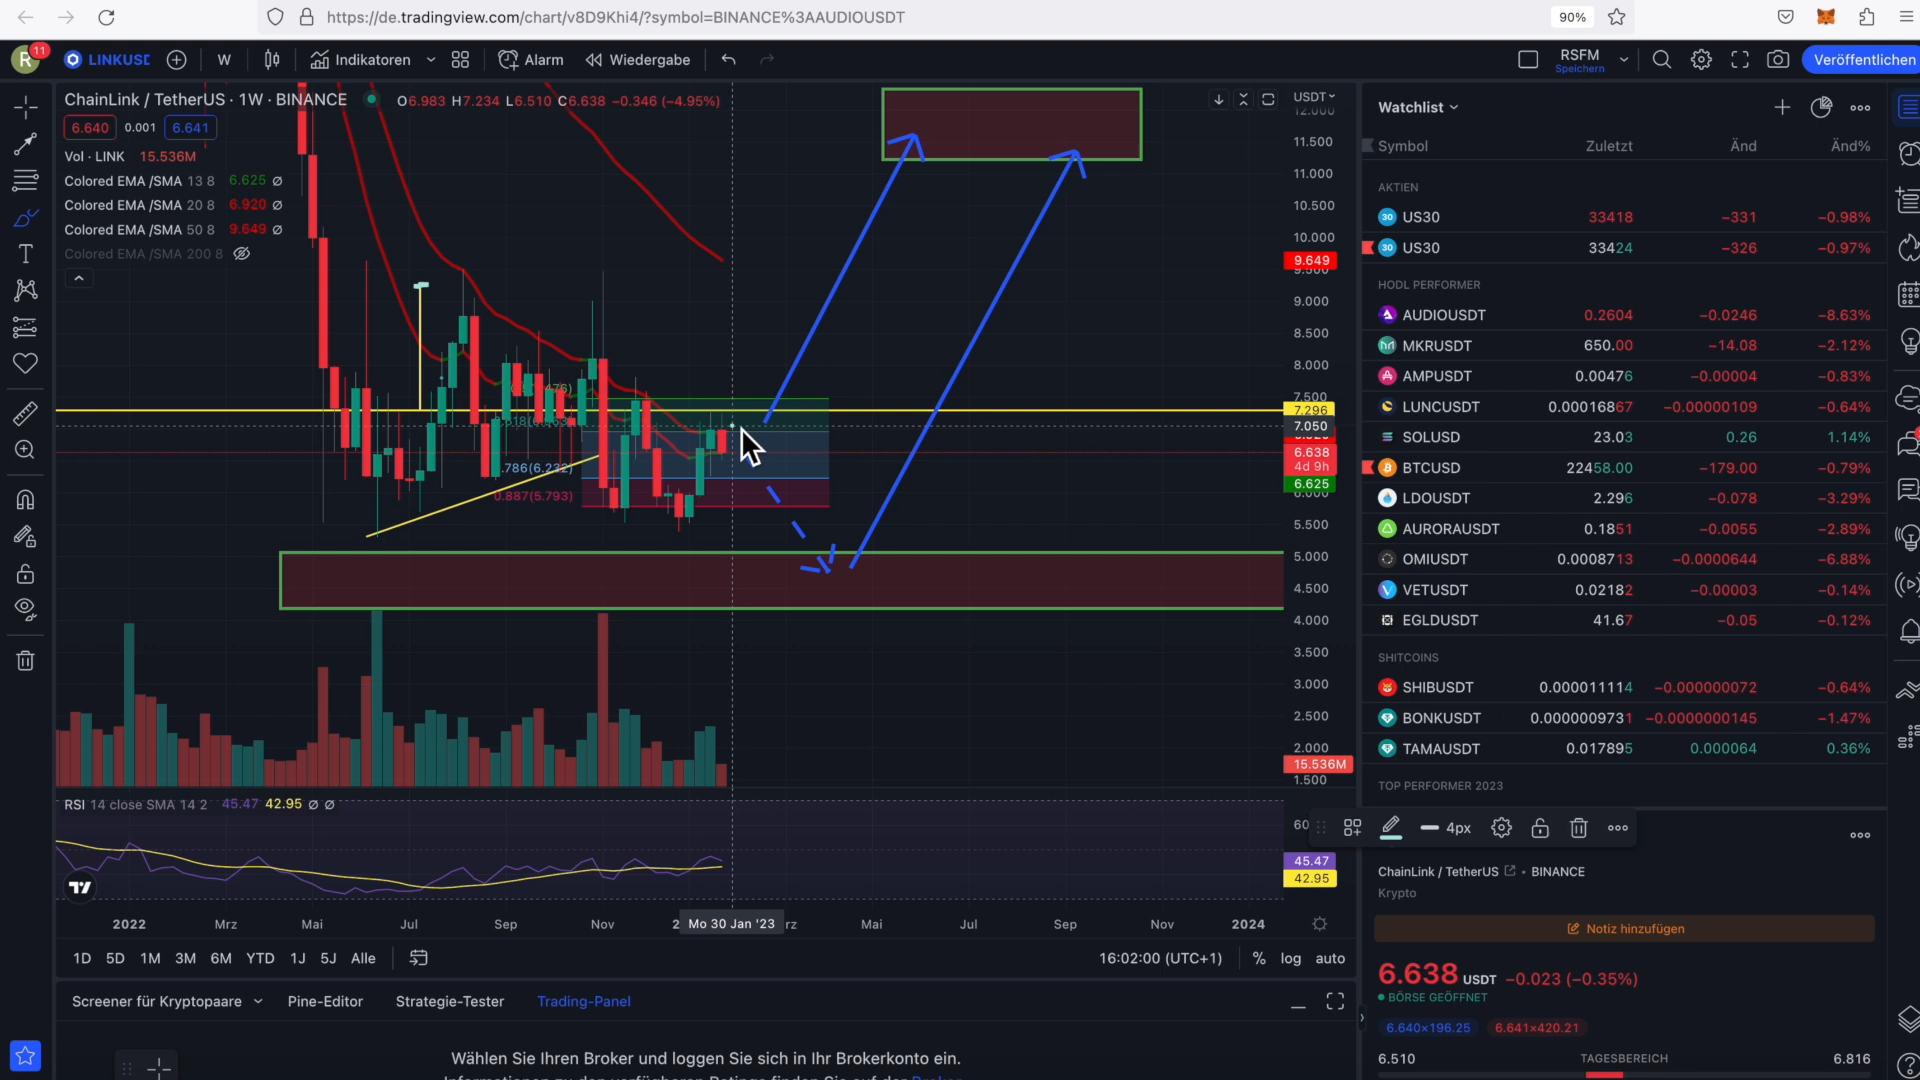 https://de.tradingview.com/chart/v8D9Khi4/?symbol=BINANCE%3AAUDIOUSDT
90%
R
11
LINKUSD
W
Indikatoren
Alarm
Wiedergabe
RSFM
Speichern
Veröffentlichen
ChainLink / TetherUS · 1W · BINANCE
O6.983 H7.234 L6.510 C6.638 −0.346 (−4.95%)
6.640 0.001 6.641
Vol · LINK 15.536M
Colored EMA /SMA 13 8 6.625 ∅
Colored EMA /SMA 20 8 6.920 ∅
Colored EMA /SMA 50 8 9.649 ∅
Colored EMA /SMA 200 8
.786(6.232)
0.887(5.793)
USDT
12.000
11.500
11.000
10.500
10.000
9.649
9.500
9.000
8.500
8.000
7.500
7.296
7.050
6.638
4d 9h
6.625
6.000
5.500
5.000
4.500
4.000
3.500
3.000
2.500
2.000
15.536M
1.500
RSI 14 close SMA 14 2 45.47 42.95 ∅ ∅
60
45.47
42.95
2022 Mrz Mai Jul Sep Nov 2 Mo 30 Jan '23 rz Mai Jul Sep Nov 2024
1D 5D 1M 3M 6M YTD 1J 5J Alle
16:02:00 (UTC+1) % log auto
Screener für Kryptopaare Pine-Editor Strategie-Tester Trading-Panel
Wählen Sie Ihren Broker und loggen Sie sich in Ihr Brokerkonto ein.
Watchlist
Symbol Zuletzt Änd Änd%
AKTIEN
30 US30 33418 −331 −0.98%
30 US30 33424 −326 −0.97%
HODL PERFORMER
AUDIOUSDT 0.2604 −0.0246 −8.63%
MKRUSDT 650.00 −14.08 −2.12%
AMPUSDT 0.00476 −0.00004 −0.83%
LUNCUSDT 0.00016867 −0.00000109 −0.64%
SOLUSD 23.03 0.26 1.14%
BTCUSD 22458.00 −179.00 −0.79%
LDOUSDT 2.296 −0.078 −3.29%
AURORAUSDT 0.1851 −0.0055 −2.89%
OMIUSDT 0.0008713 −0.0000644 −6.88%
VETUSDT 0.02182 −0.00003 −0.14%
EGLDUSDT 41.67 −0.05 −0.12%
SHITCOINS
SHIBUSDT 0.00001114 −0.000000072 −0.64%
BONKUSDT 0.0000009731 −0.0000000145 −1.47%
TAMAUSDT 0.017895 0.000064 0.36%
TOP PERFORMER 2023
4px
ChainLink / TetherUS • BINANCE
Krypto
Notiz hinzufügen
6.638 USDT −0.023 (−0.35%)
BÖRSE GEÖFFNET
6.640×196.25 6.641×420.21
6.510 TAGESBEREICH 6.816